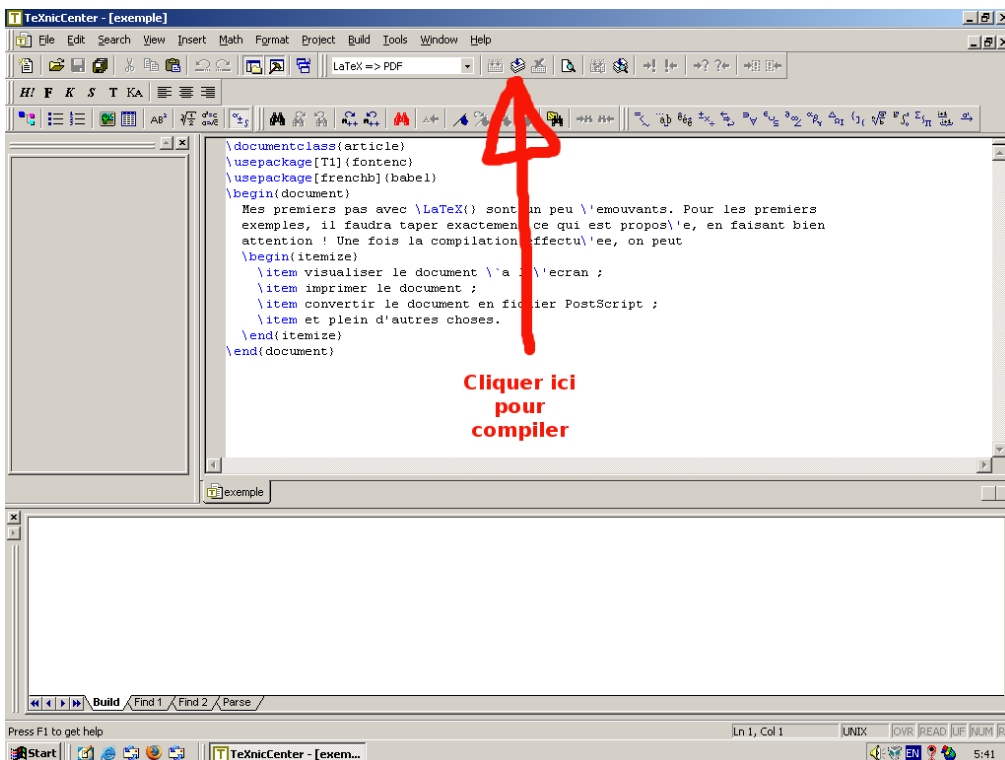 TeXnicCenter - [exemple]
File Edit Search View Insert Math Format Project Build Tools Window Help
LaTeX => PDF
H! F K S T KA
\documentclass{article}
\usepackage[T1]{fontenc}
\usepackage[frenchb]{babel}
\begin{document}
Mes premiers pas avec \LaTeX{} sont un peu \'emouvants. Pour les premiers
exemples, il faudra taper exactement ce qui est propos\'e, en faisant bien
attention ! Une fois la compilation effectu\'ee, on peut
\begin{itemize}
\item visualiser le document \`a l'\'ecran ;
\item imprimer le document ;
\item convertir le document en fichier PostScript ;
\item et plein d'autres choses.
\end{itemize}
\end{document}
Cliquer ici
pour
compiler
exemple
Build Find 1 Find 2 Parse
Press F1 to get help Ln 1, Col 1 UNIX OVR READ UF NUM
Start TeXnicCenter - [exem... EN 5:41